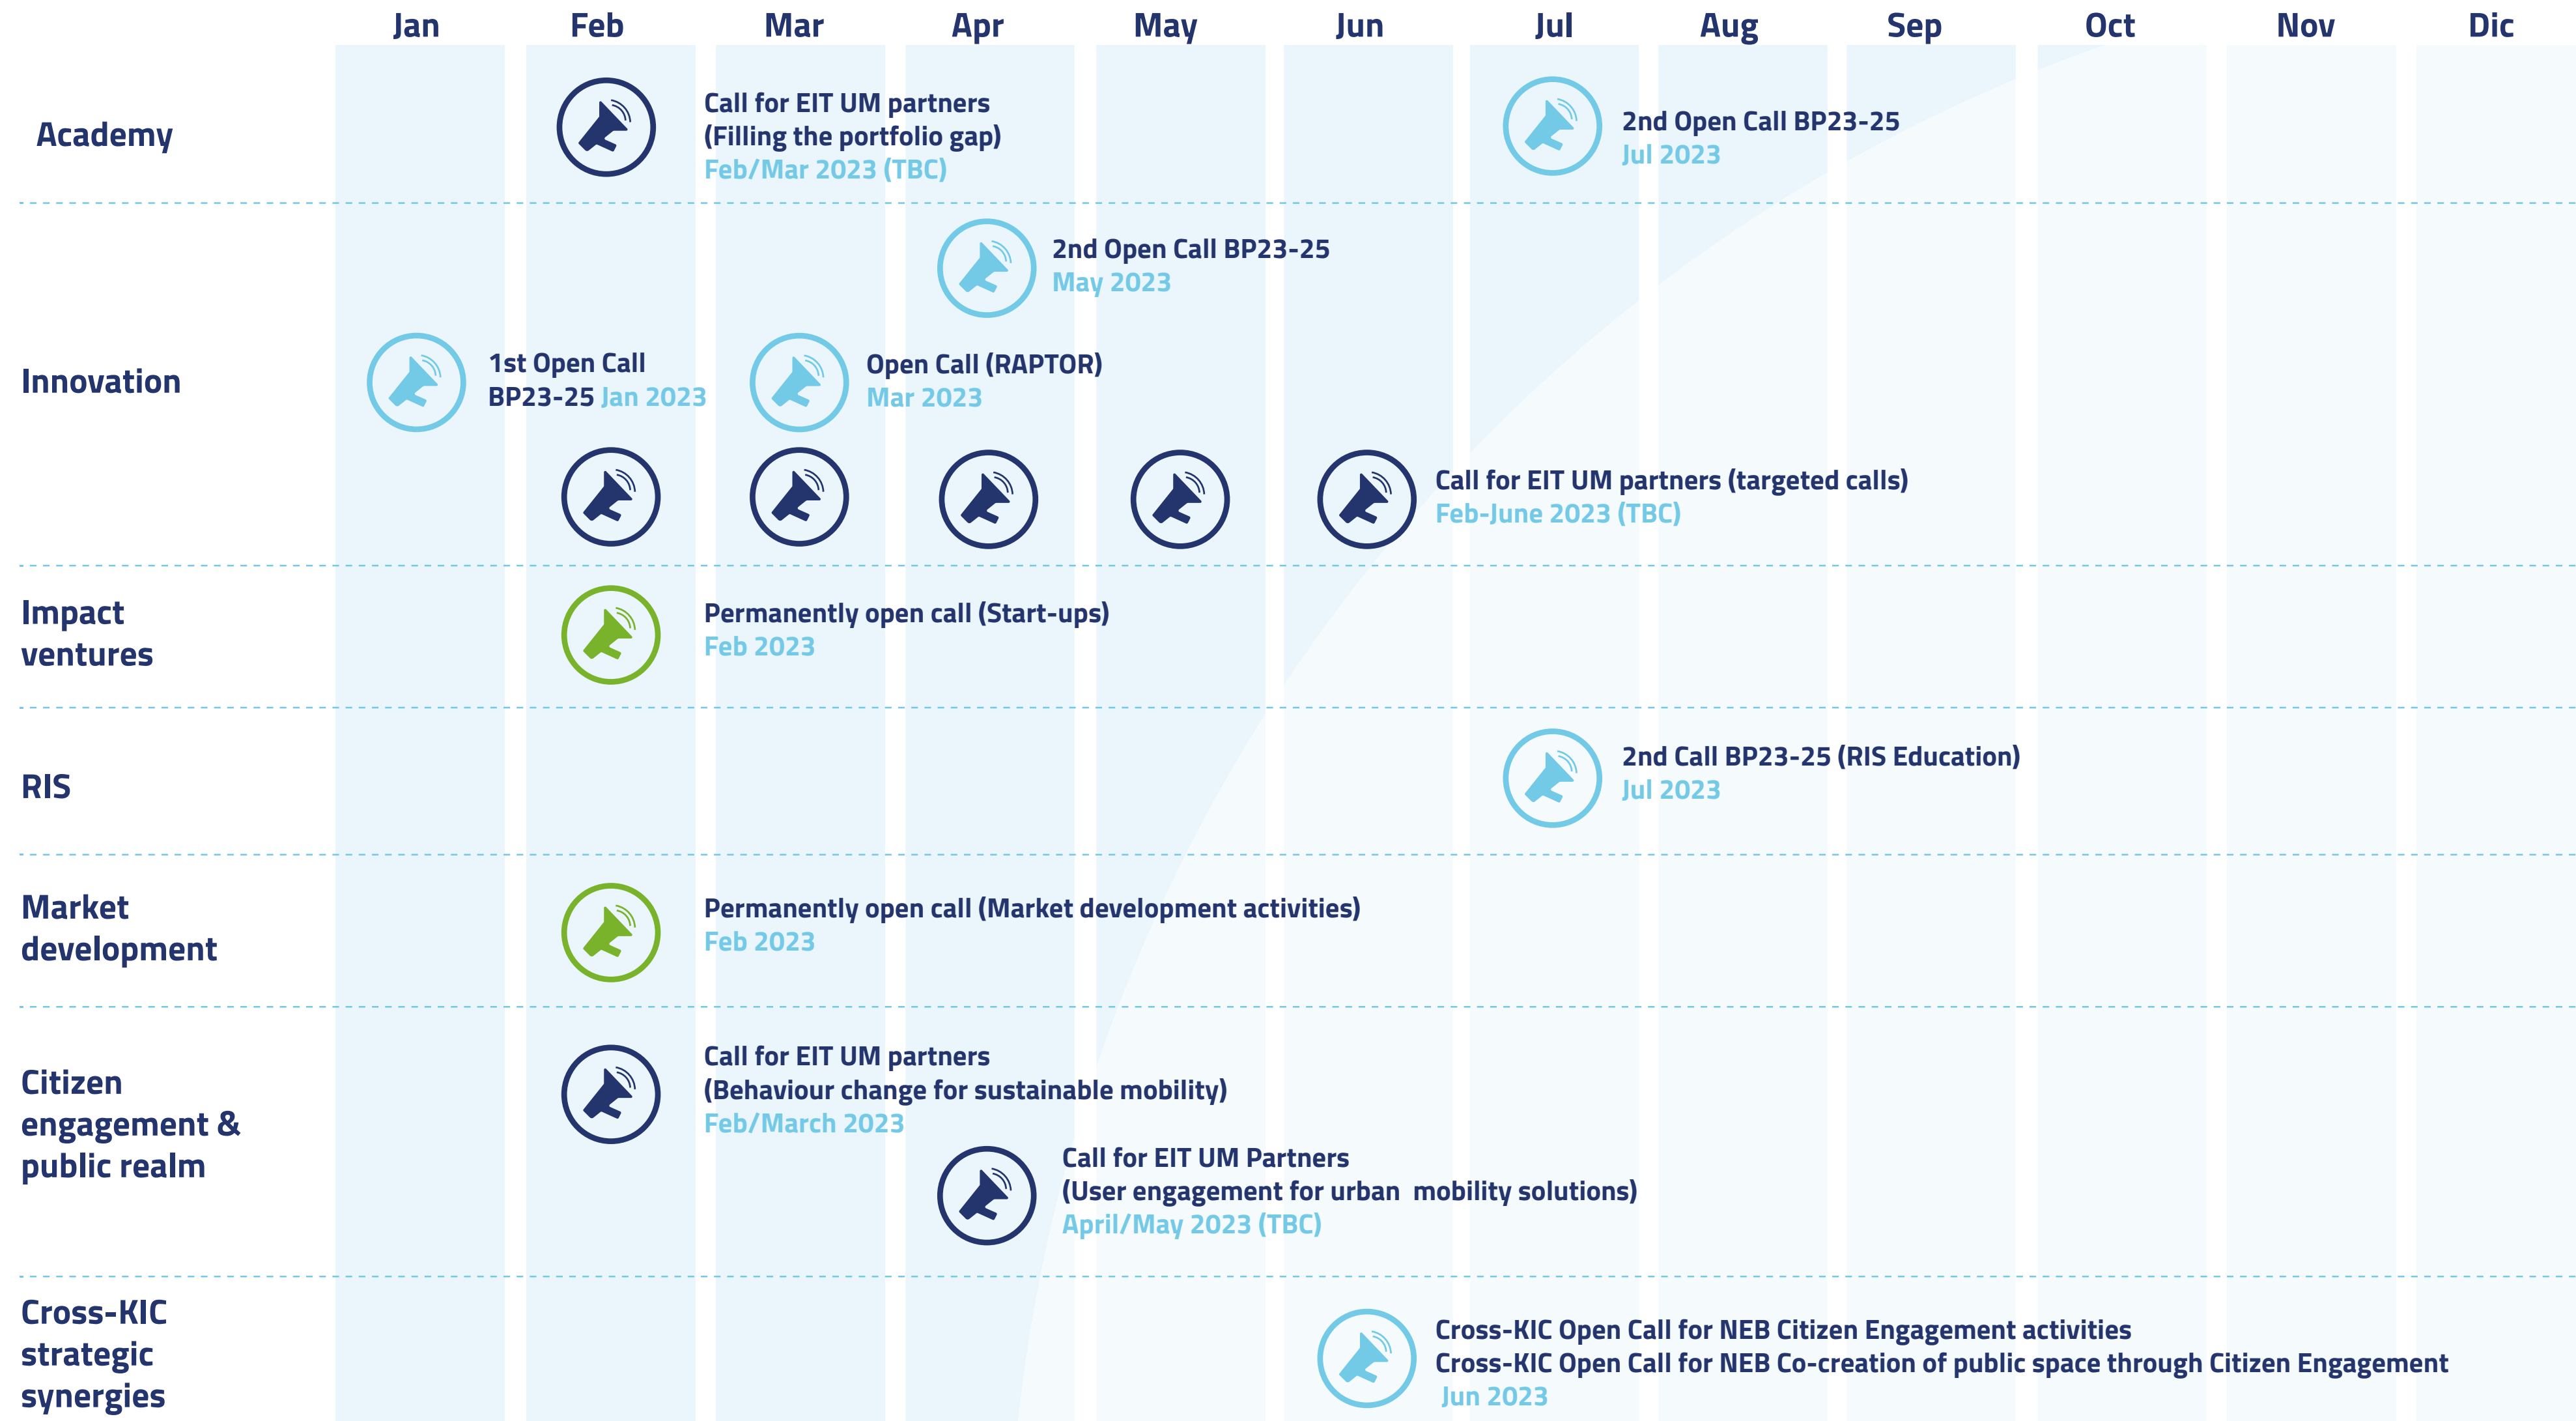 Jan Feb Mar Apr May Jun Jul Aug Sep Oct Nov Dic
Academy
Call for EIT UM partners
(Filling the portfolio gap)
Feb/Mar 2023 (TBC)
2nd Open Call BP23-25
Jul 2023
Innovation
2nd Open Call BP23-25
May 2023
1st Open Call
BP23-25 Jan 2023
Open Call (RAPTOR)
Mar 2023
Call for EIT UM partners (targeted calls)
Feb-June 2023 (TBC)
Impact
ventures
Permanently open call (Start-ups)
Feb 2023
RIS
2nd Call BP23-25 (RIS Education)
Jul 2023
Market
development
Permanently open call (Market development activities)
Feb 2023
Citizen
engagement &
public realm
Call for EIT UM partners
(Behaviour change for sustainable mobility)
Feb/March 2023
Call for EIT UM Partners
(User engagement for urban  mobility solutions)
April/May 2023 (TBC)
Cross-KIC
strategic
synergies
Cross-KIC Open Call for NEB Citizen Engagement activities
Cross-KIC Open Call for NEB Co-creation of public space through Citizen Engagement
Jun 2023